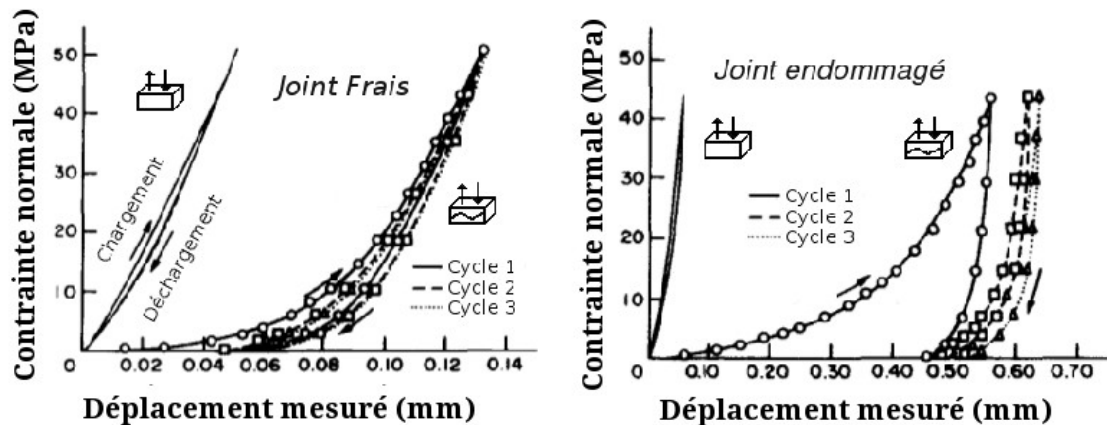 Contrainte normale (MPa)
50
40
30
20
10
0
0.02
0.04
0.06
0.08
0.10
0.12
0.14
Déplacement mesuré (mm)
Joint Frais
Chargement
Déchargement
Cycle 1
Cycle 2
Cycle 3
Contrainte normale (MPa)
50
40
30
20
10
0
0.10
0.20
0.30
0.40
0.50
0.60
0.70
Déplacement mesuré (mm)
Joint endommagé
Cycle 1
Cycle 2
Cycle 3